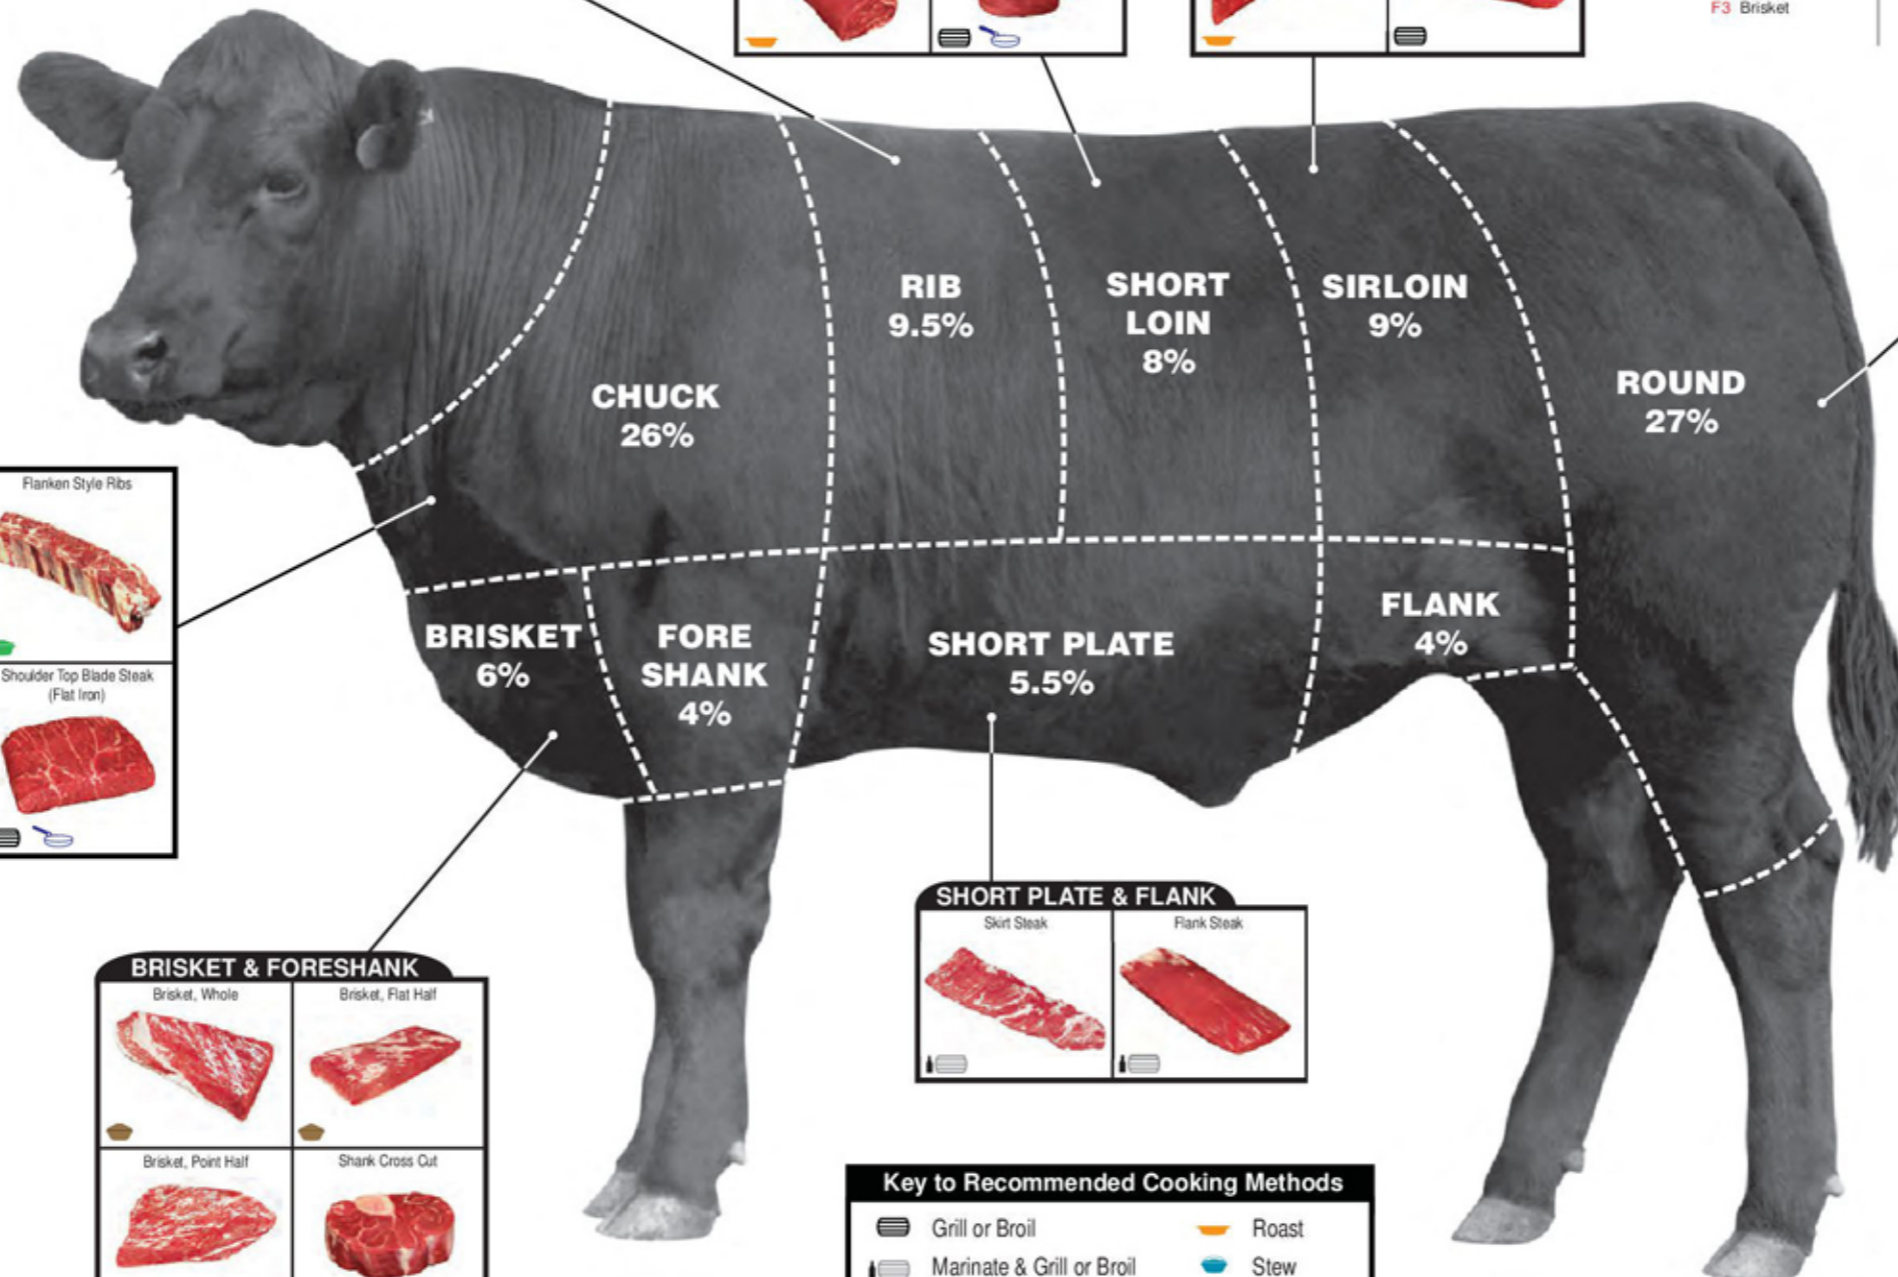 F3 Brisket
RIB
9.5%
SHORT
LOIN
8%
SIRLOIN
9%
CHUCK
26%
ROUND
27%
Flanken Style Ribs
Shoulder Top Blade Steak
(Flat Iron)
BRISKET
6%
FORE
SHANK
4%
SHORT PLATE
5.5%
FLANK
4%
SHORT PLATE & FLANK
Skirt Steak
Flank Steak
BRISKET & FORESHANK
Brisket, Whole
Brisket, Flat Half
Brisket, Point Half
Shank Cross Cut
Key to Recommended Cooking Methods
Grill or Broil
Roast
Marinate & Grill or Broil
Stew